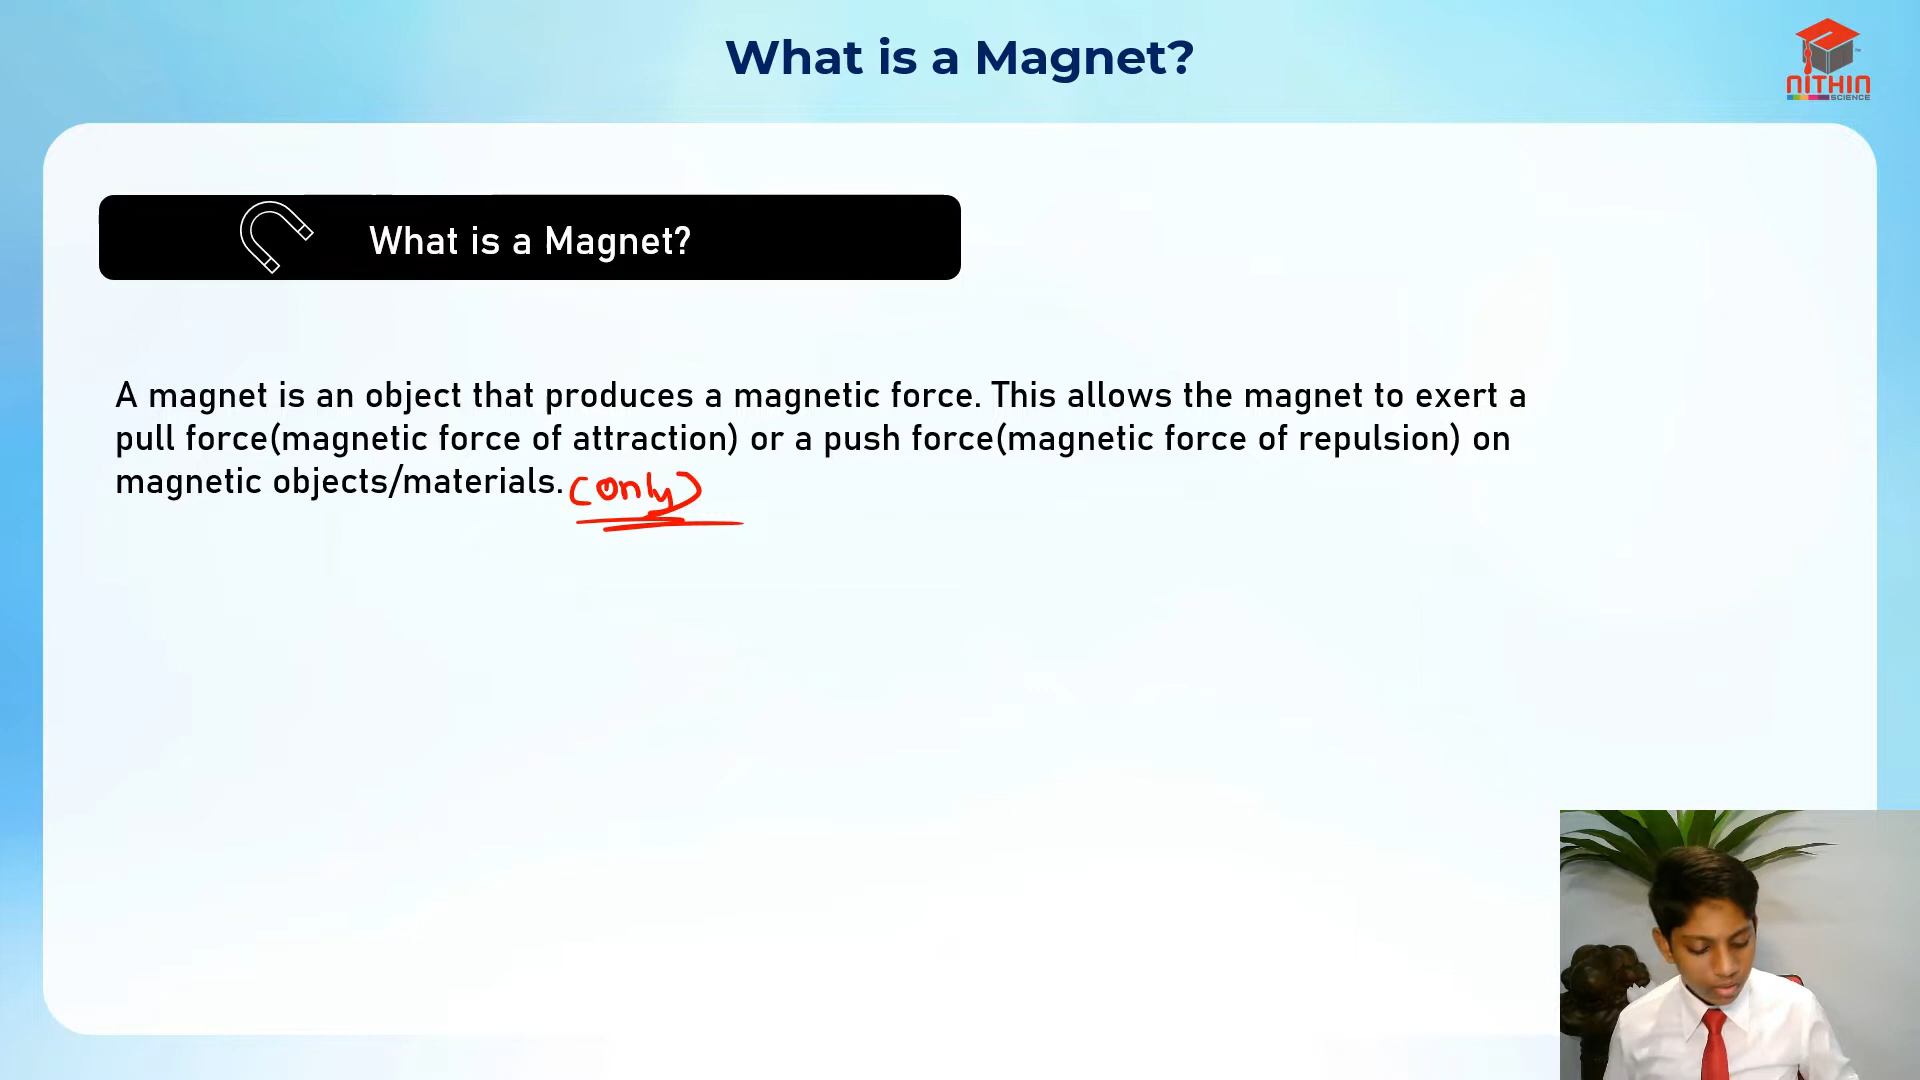 What is a Magnet?
NITHIN
SCIENCE
What is a Magnet?
A magnet is an object that produces a magnetic force. This allows the magnet to exert a
pull force(magnetic force of attraction) or a push force(magnetic force of repulsion) on
magnetic objects/materials. (only)